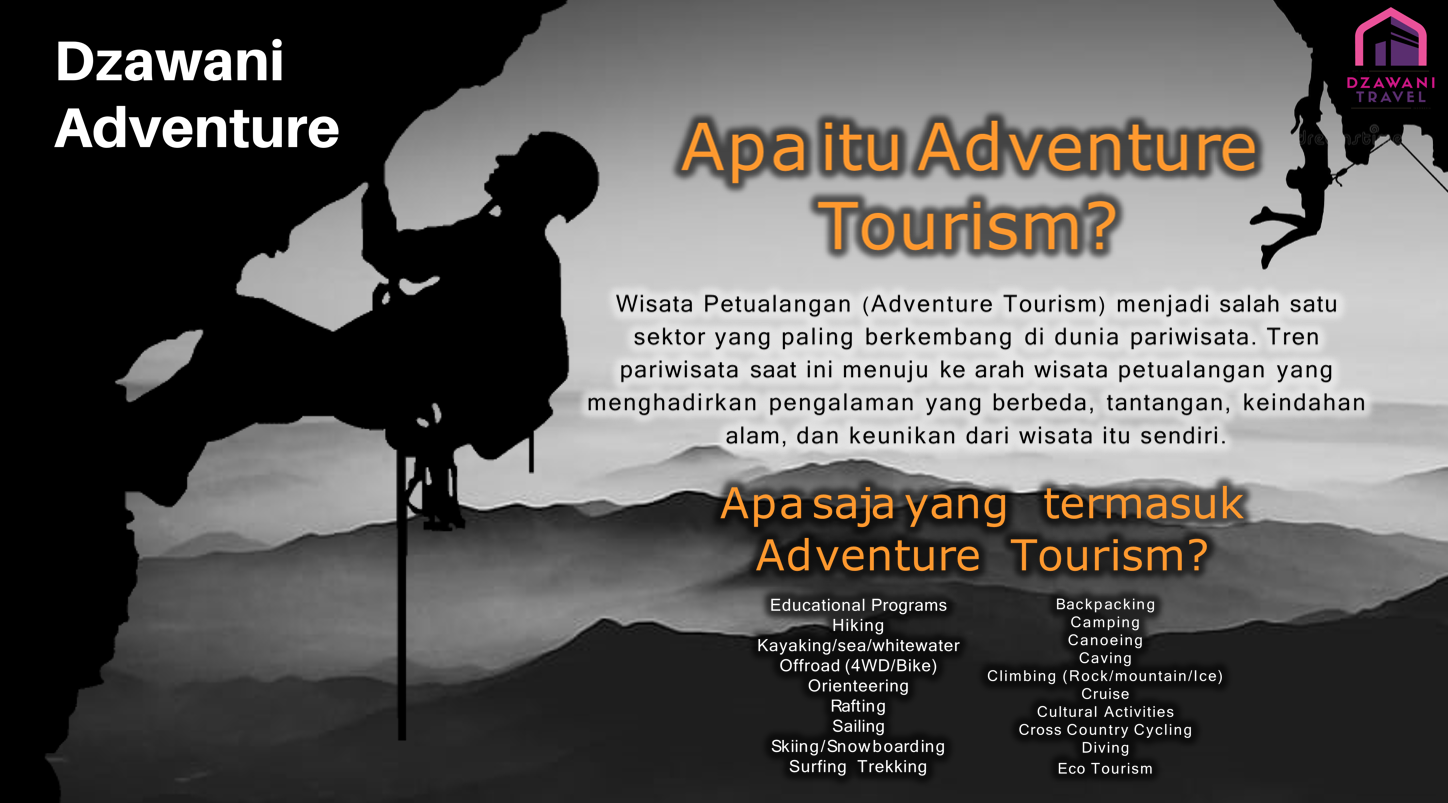 Dzawani
Adventure
DZAWANI
TRAVEL
Apa itu Adventure
Tourism?
Wisata Petualangan (Adventure Tourism) menjadi salah satu
sektor yang paling berkembang di dunia pariwisata. Tren
pariwisata saat ini menuju ke arah wisata petualangan yang
menghadirkan pengalaman yang berbeda, tantangan, keindahan
alam, dan keunikan dari wisata itu sendiri.
Apa saja yang termasuk
Adventure Tourism?
Educational Programs
Hiking
Kayaking/sea/whitewater
Offroad (4WD/Bike)
Orienteering
Rafting
Sailing
Skiing/Snowboarding
Surfing Trekking
Backpacking
Camping
Canoeing
Caving
Climbing (Rock/mountain/Ice)
Cruise
Cultural Activities
Cross Country Cycling
Diving
Eco Tourism